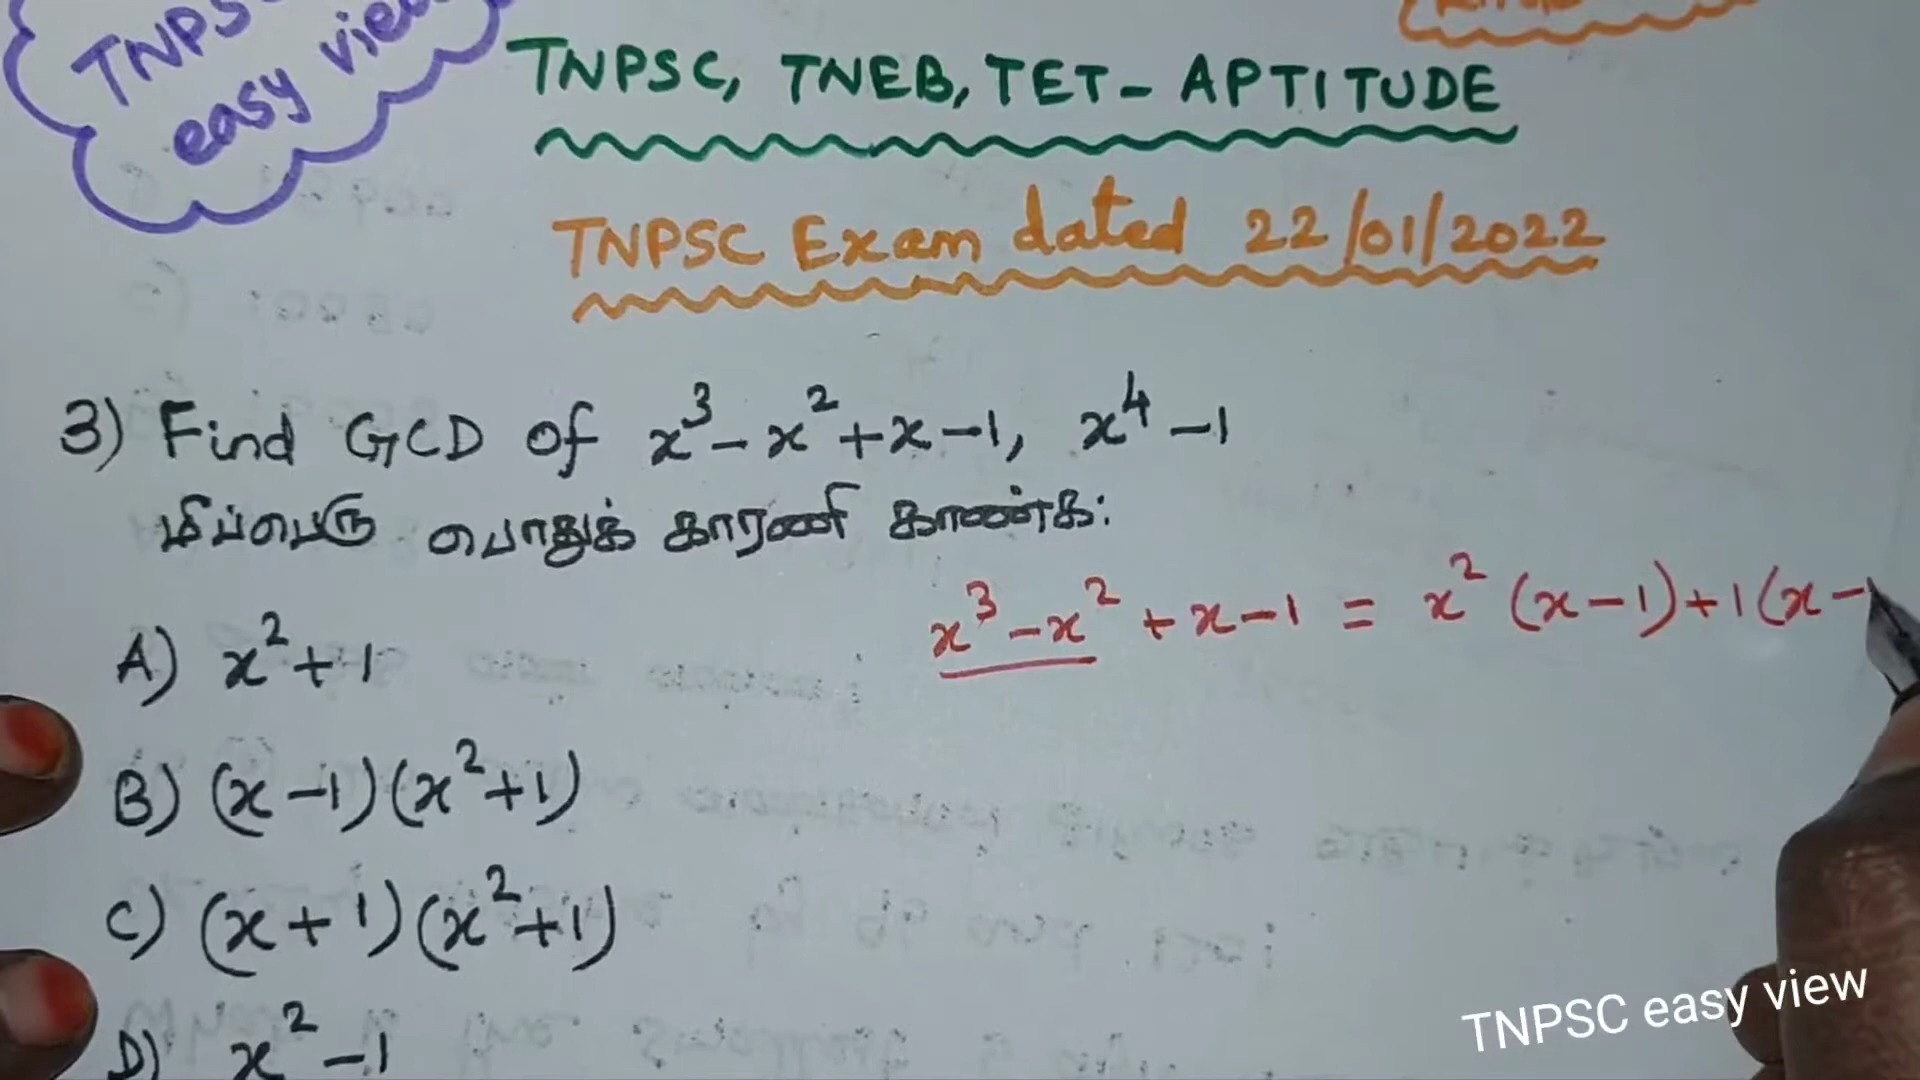 TNPSC
easy view
TNPSC, TNEB, TET - APTITUDE
TNPSC Exam dated 22/01/2022
3) Find GCD of x³ - x² + x - 1, x⁴ - 1
மீப்பெரு பொதுக் காரணி காண்க:
x³ - x² + x - 1 = x² (x - 1) + 1 (x -
A) x² + 1
B) (x - 1) (x² + 1)
C) (x + 1) (x² + 1)
D) x² - 1
TNPSC easy view